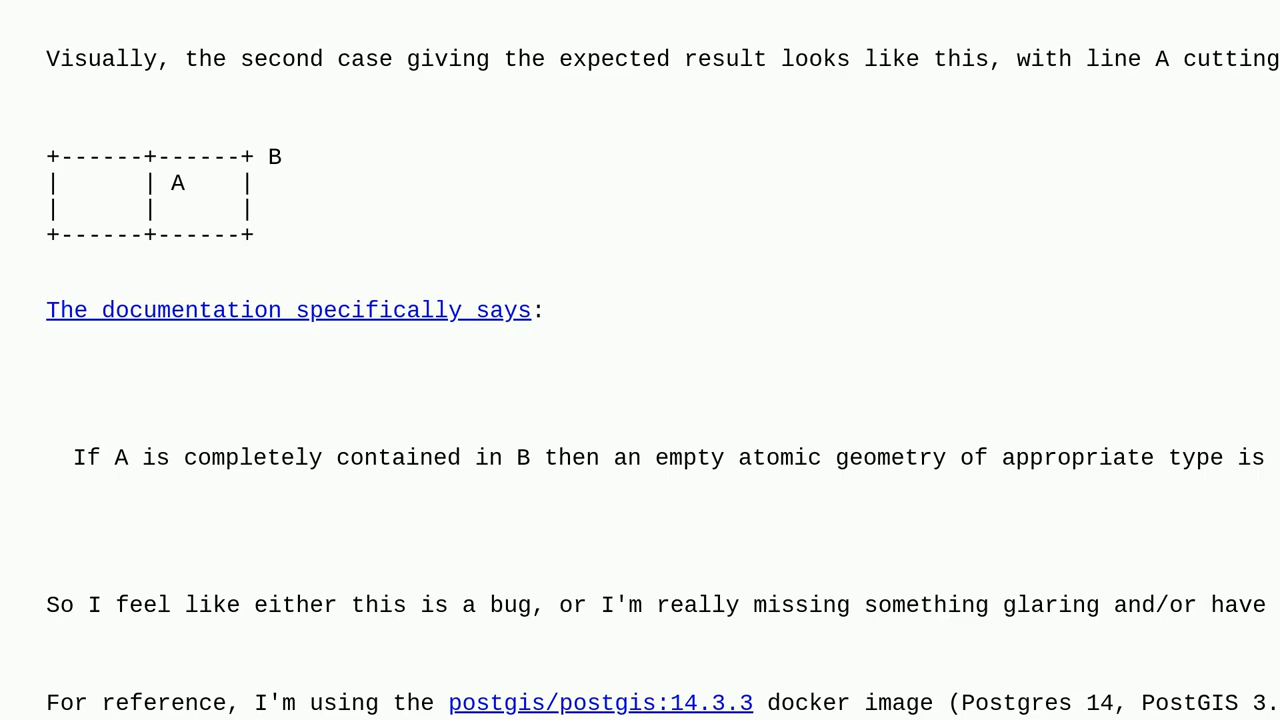 Visually, the second case giving the expected result looks like this, with line A cutting
+------+------+ B
|      | A    |
|      |      |
+------+------+
The documentation specifically says:
If A is completely contained in B then an empty atomic geometry of appropriate type is
So I feel like either this is a bug, or I'm really missing something glaring and/or have
For reference, I'm using the postgis/postgis:14.3.3 docker image (Postgres 14, PostGIS 3.